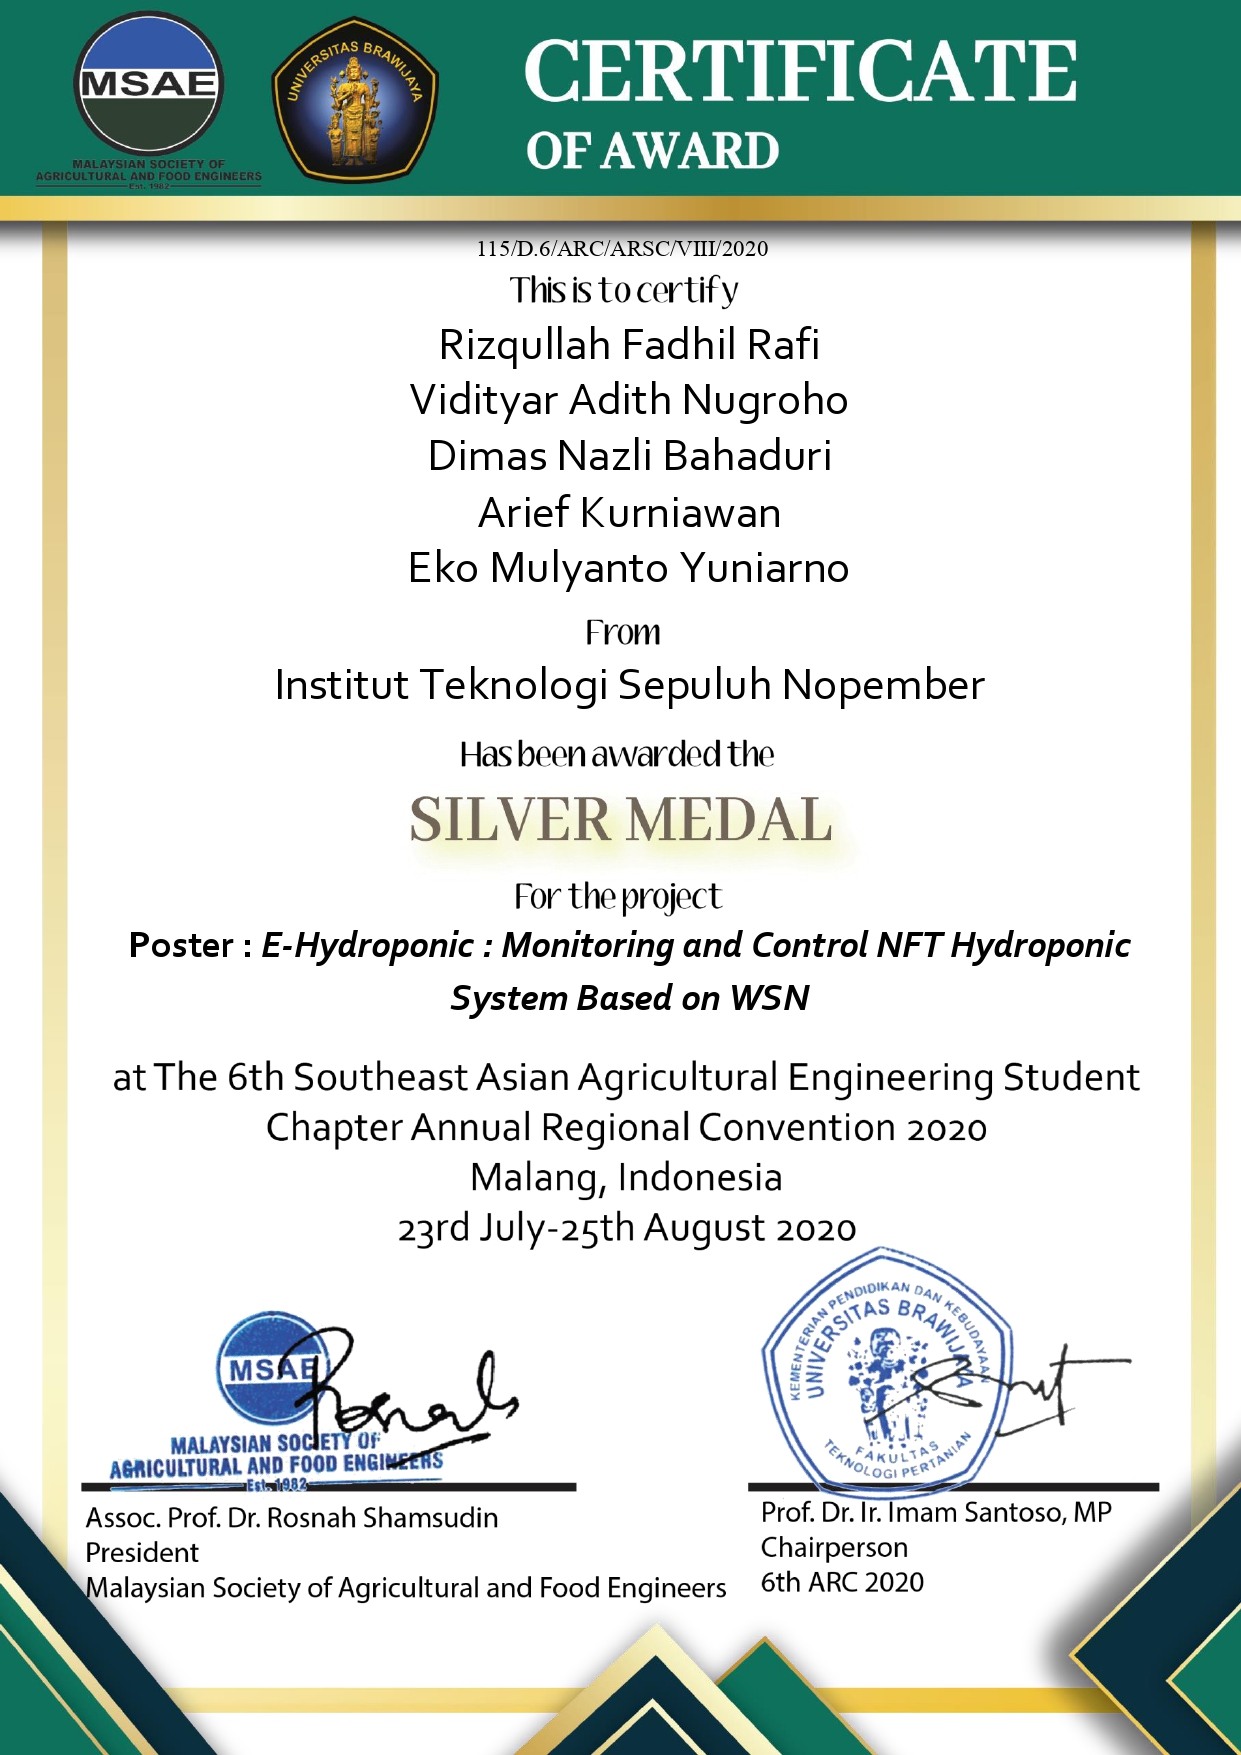 MSAE
MALAYSIAN SOCIETY OF
AGRICULTURAL AND FOOD ENGINEERS
Est. 1982
UNIVERSITAS BRAWIJAYA
CERTIFICATE
OF AWARD
115/D.6/ARC/ARSC/VIII/2020
This is to certify
Rizqullah Fadhil Rafi
Vidityar Adith Nugroho
Dimas Nazli Bahaduri
Arief Kurniawan
Eko Mulyanto Yuniarno
From
Institut Teknologi Sepuluh Nopember
Has been awarded the
SILVER MEDAL
For the project
Poster : E-Hydroponic : Monitoring and Control NFT Hydroponic
System Based on WSN
at The 6th Southeast Asian Agricultural Engineering Student
Chapter Annual Regional Convention 2020
Malang, Indonesia
23rd July-25th August 2020
MSAE
MALAYSIAN SOCIETY OF
AGRICULTURAL AND FOOD ENGINEERS
Est. 1982
KEMENTERIAN PENDIDIKAN DAN KEBUDAYAAN
UNIVERSITAS BRAWIJAYA
FAKULTAS
TEKNOLOGI PERTANIAN
Assoc. Prof. Dr. Rosnah Shamsudin
President
Malaysian Society of Agricultural and Food Engineers
Prof. Dr. Ir. Imam Santoso, MP
Chairperson
6th ARC 2020